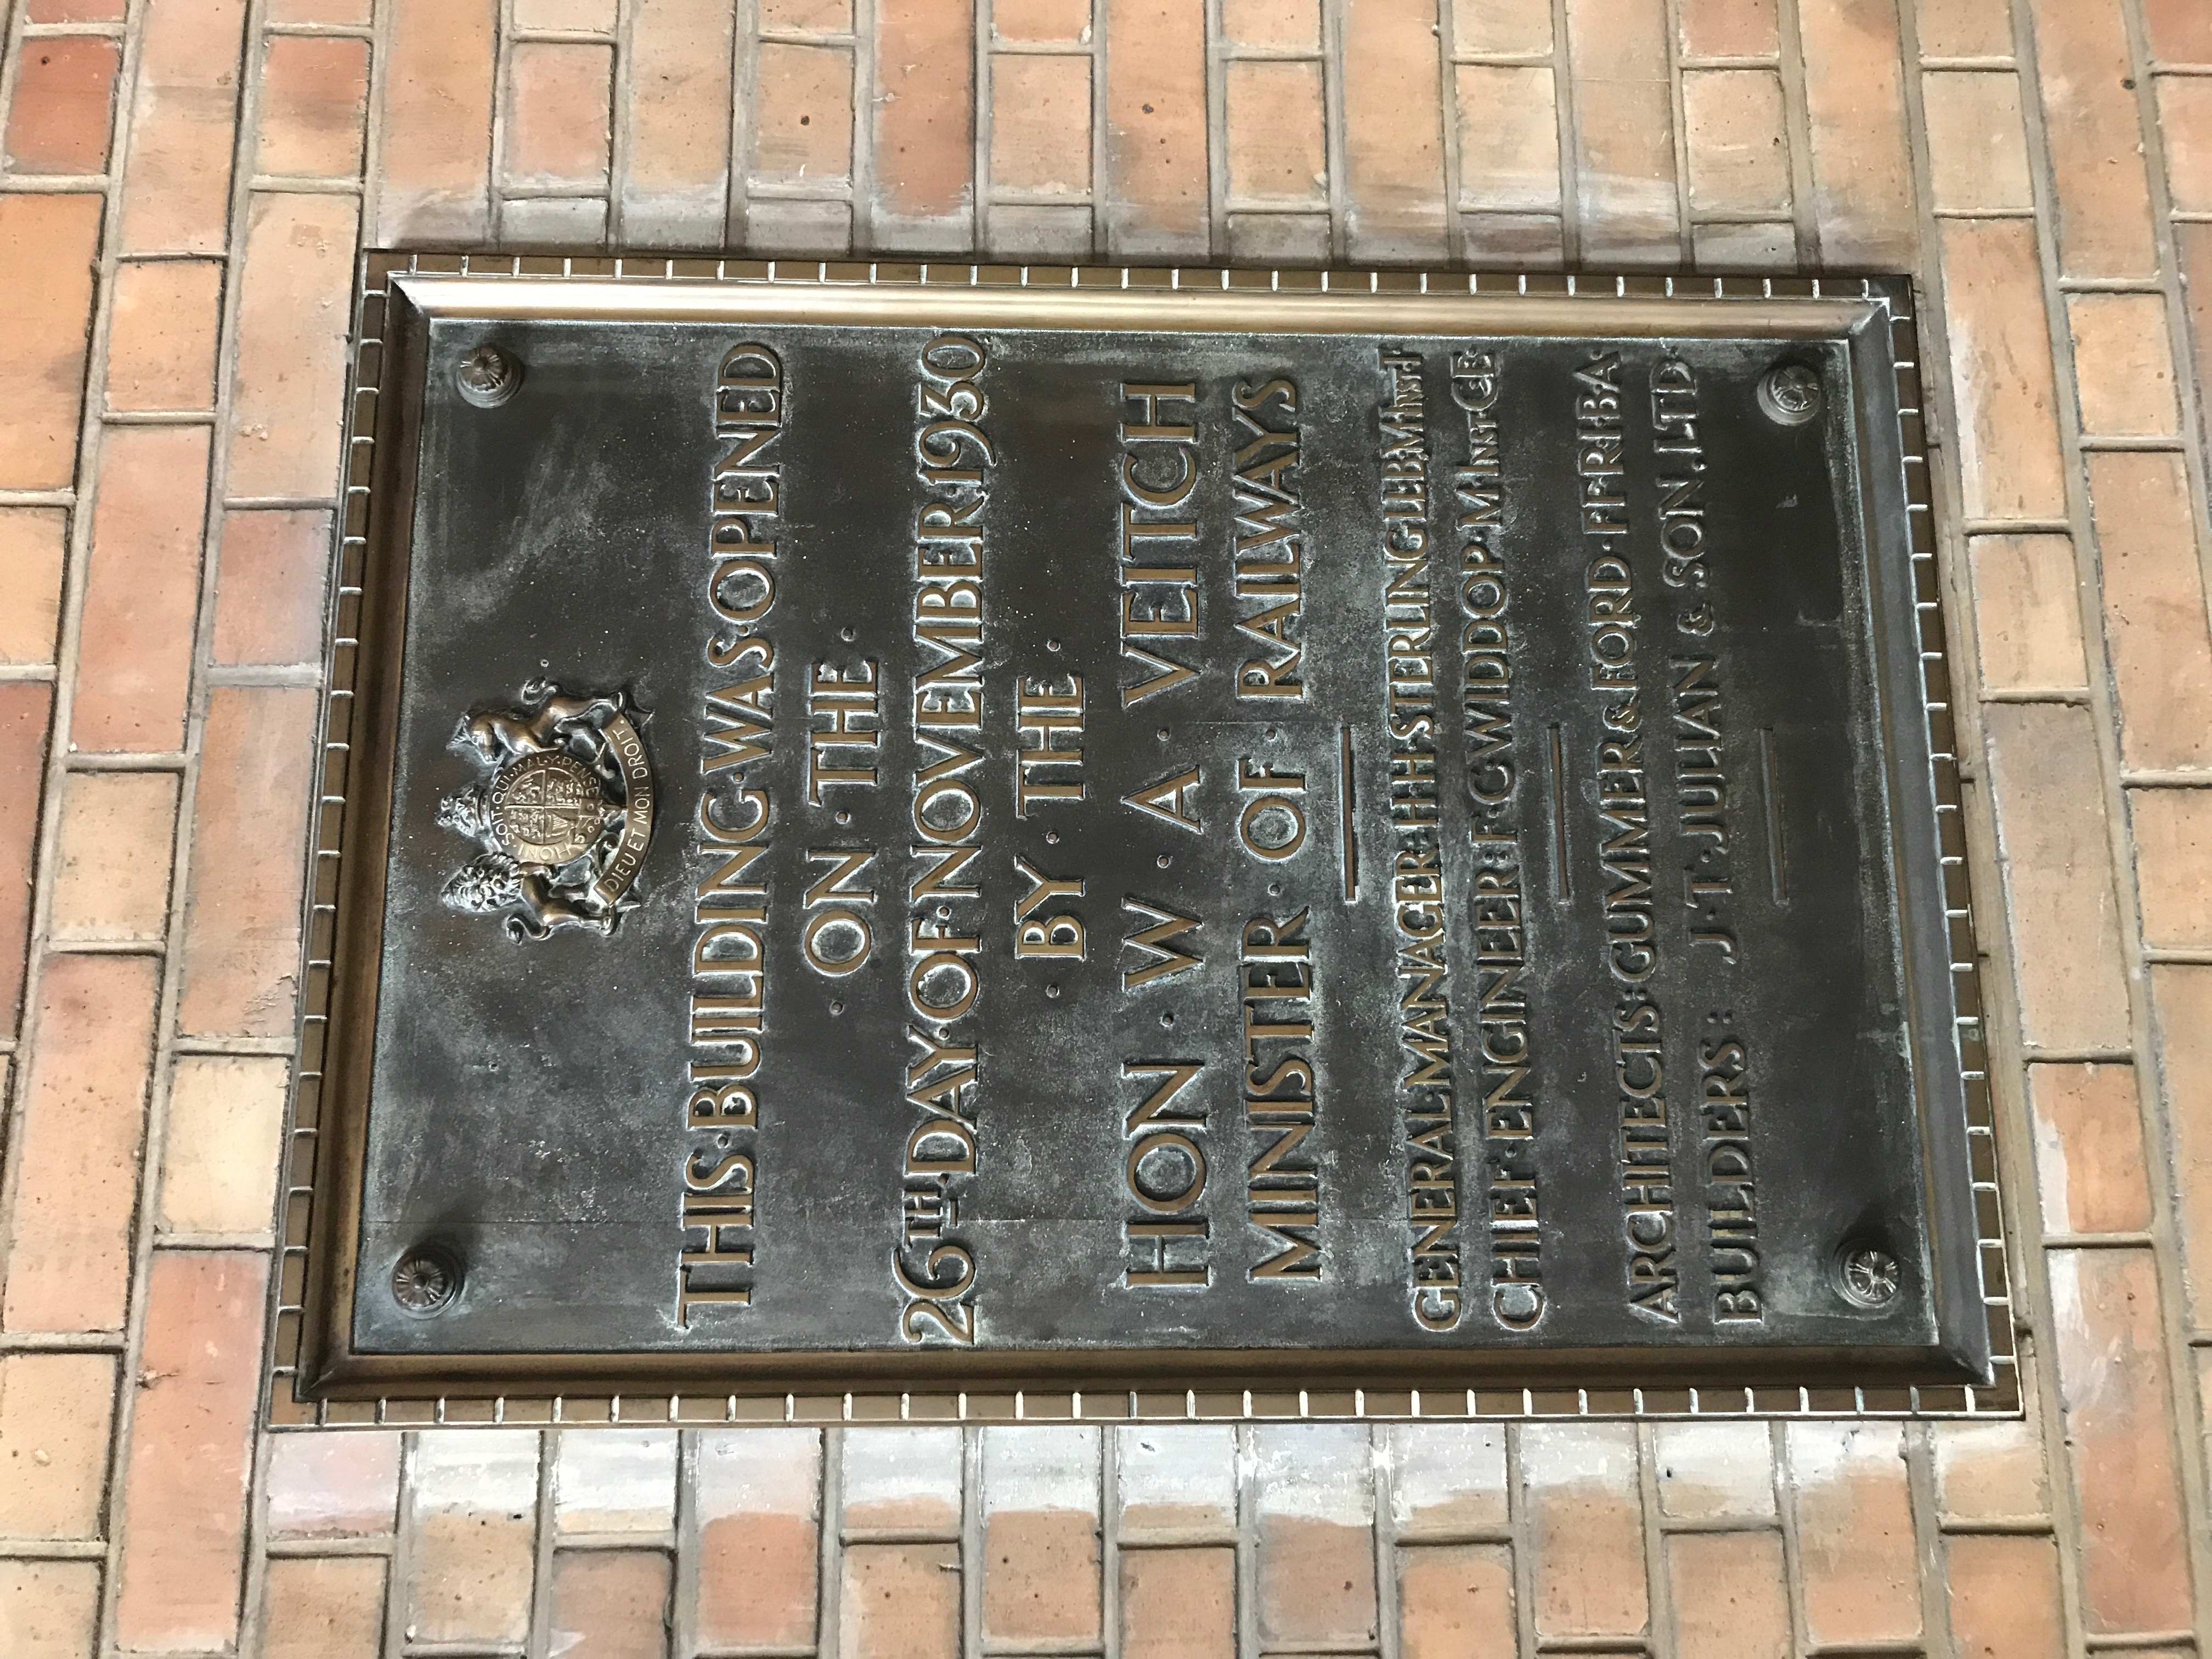 HONI·SOIT·QUI·MAL·Y·PENSE
DIEU ET MON DROIT
THIS·BUILDING·WAS·OPENED
· ON · THE ·
26TH·DAY·OF·NOVEMBER·1930
· BY · THE ·
HON · W · A · VEITCH
MINISTER · OF · RAILWAYS
GENERAL·MANAGER: H·H·STERLING·LL.B·M·INST·T
CHIEF·ENGINEER: F·C·WIDDOP·M·INST·C·E·
ARCHITECTS: GUMMER & FORD·F·F·R·I·B·A·
BUILDERS: J·T·JULIAN & SON. LTD·